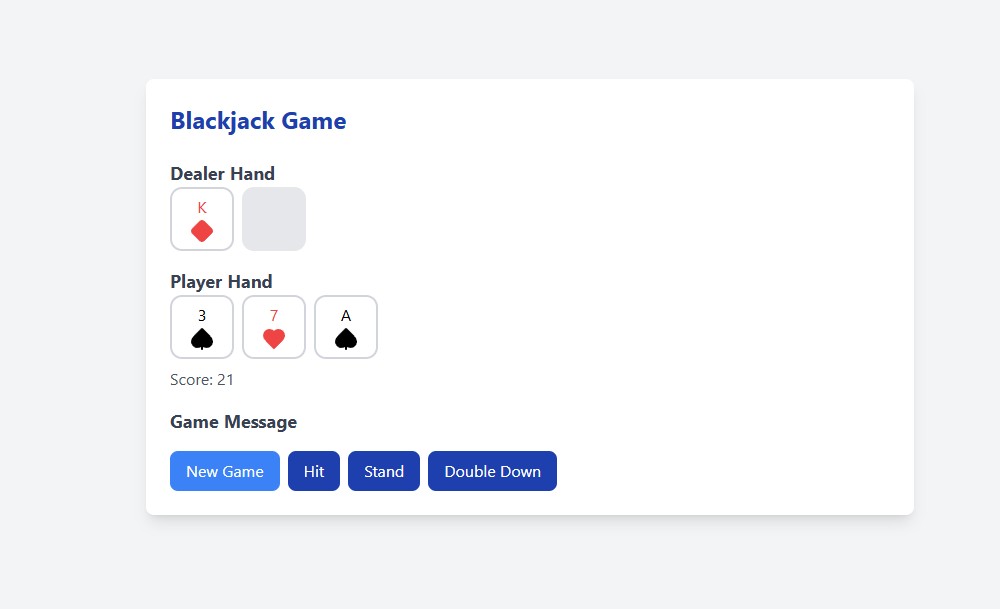 Blackjack Game
Dealer Hand
K
Player Hand
3 7 A
Score: 21
Game Message
New Game Hit Stand Double Down